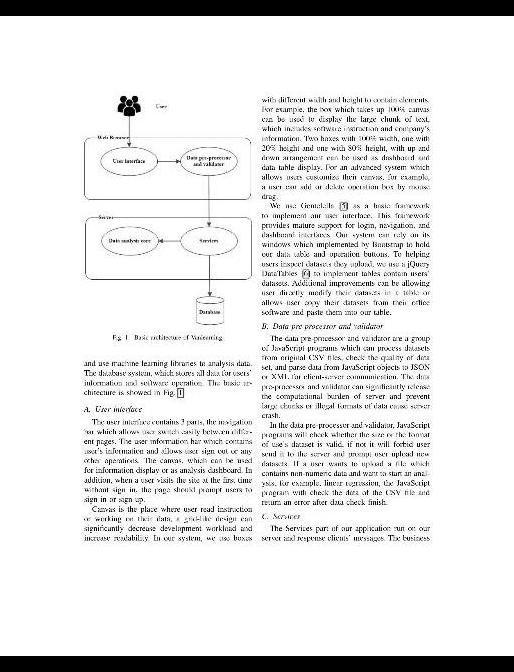 User
Web Browser
User Interface
Data pre-processor
and validator
Server
Data analysis core
Services
Database
Fig. 1. Basic architecture of Vanlearning.
and use machine learning libraries to analysis data.
The database system, which stores all data for users'
information and software operation. The basic ar-
chitecture is showed in Fig. 1
A. User interface
The user interface contains 3 parts, the navigation
bar which allows user switch easily between differ-
ent pages. The user information bar which contains
user's information and allows user sign out or any
other operations. The canvas, which can be used
for information display or as analysis dashboard. In
addition, when a user visits the site at the first time
without sign in, the page should prompt users to
sign in or sign up.
Canvas is the place where user read instruction
or working on their data, a grid-like design can
significantly decrease development workload and
increase readability. In our system, we use boxes
with different width and height to contain elements.
For example, the box which takes up 100% canvas
can be used to display the large chunk of text,
which includes software instruction and company's
information. Two boxes with 100% width, one with
20% height and one with 80% height, with up and
down arrangement can be used as dashboard and
data table display. For an advanced system which
allows users customize their canvas, for example,
a user can add or delete operation box by mouse
drag.
We use Gentelella [5] as a basic framework
to implement our user interface. This framework
provides mature support for login, navigation, and
dashboard interfaces. Our system can rely on its
windows which implemented by Bootstrap to hold
our data table and operation buttons. To helping
users inspect datasets they upload, we use a jQuery
DataTables [6] to implement tables contain users'
datasets. Additional improvements can be allowing
user directly modify their datasets in a table or
allows user copy their datasets from their office
software and paste them into our table.
B. Data pre-processor and validator
The data pre-processor and validator are a group
of JavaScript programs which can process datasets
from original CSV files, check the quality of data
set, and parse data from JavaScript objects to JSON
or XML for client-server communication. The data
pre-processor and validator can significantly release
the computational burden of server and prevent
large chunks or illegal formats of data cause server
crash.
In the data pre-processor and validator, JavaScript
programs will check whether the size or the format
of use's dataset is valid, if not it will forbid user
send it to the server and prompt user upload new
datasets. If a user wants to upload a file which
contains non-numeric data and want to start an anal-
ysis, for example, linear regression, the JavaScript
program with check the data of the CSV file and
return an error after data check finish.
C. Services
The Services part of our application run on our
server and response clients' messages. The business